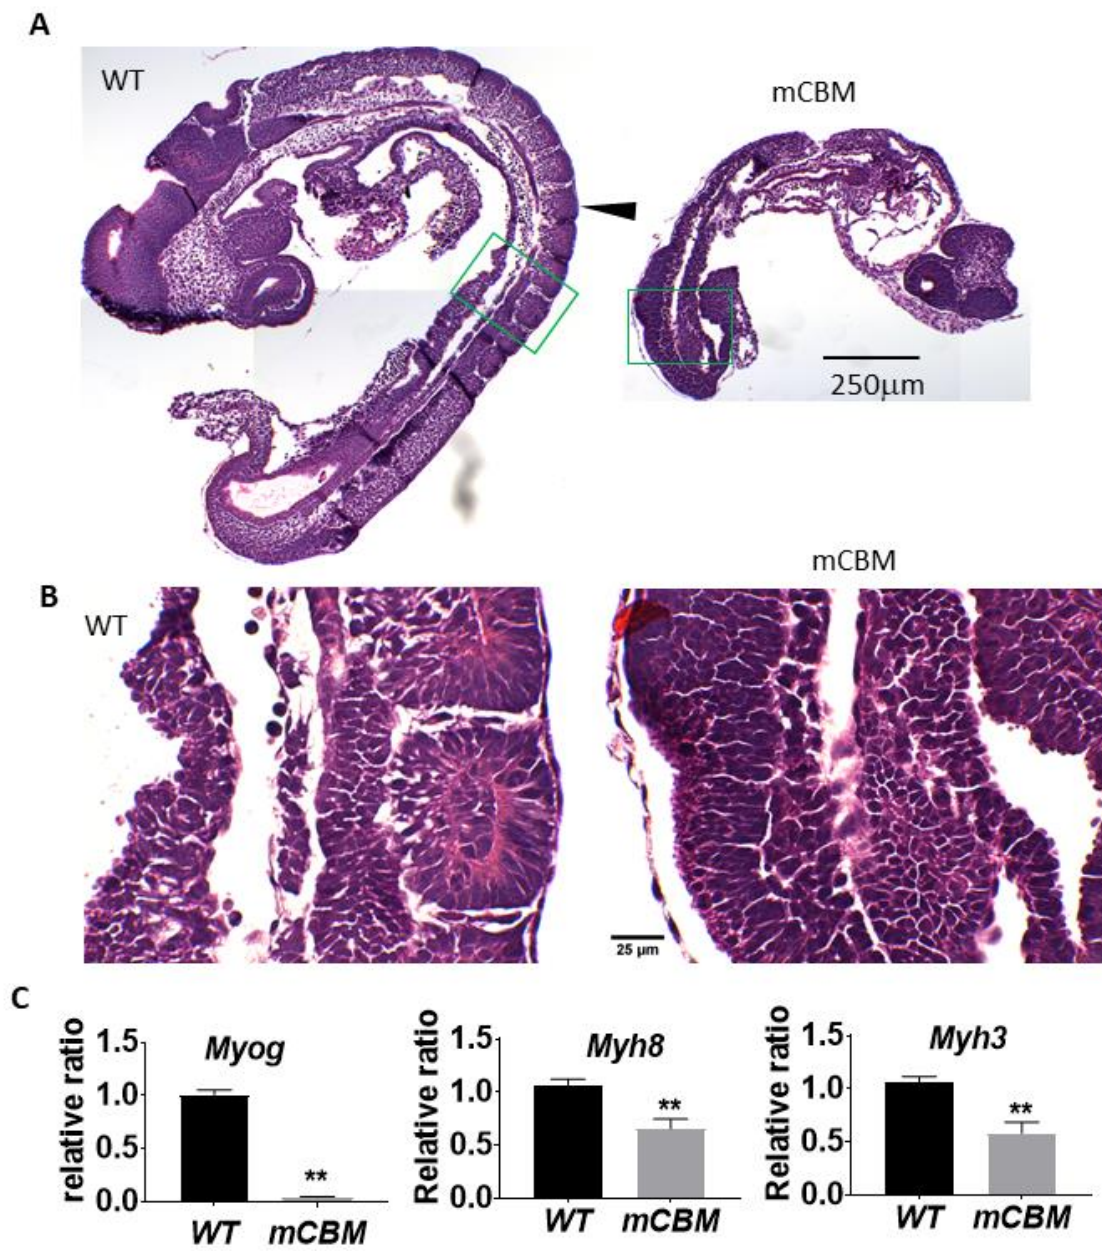 A
WT
mCBM
250μm
mCBM
B
WT
25 μm
C
relative ratio
1.5
1.0
0.5
0.0
Myog
**
WT mCBM
Relative ratio
1.5
1.0
0.5
0.0
Myh8
**
WT mCBM
Relative ratio
1.5
1.0
0.5
0.0
Myh3
**
WT mCBM